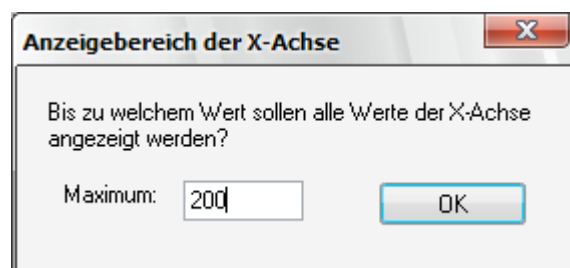 Anzeigebereich der X-Achse
Bis zu welchem Wert sollen alle Werte der X-Achse
angezeigt werden?
Maximum: 200 OK